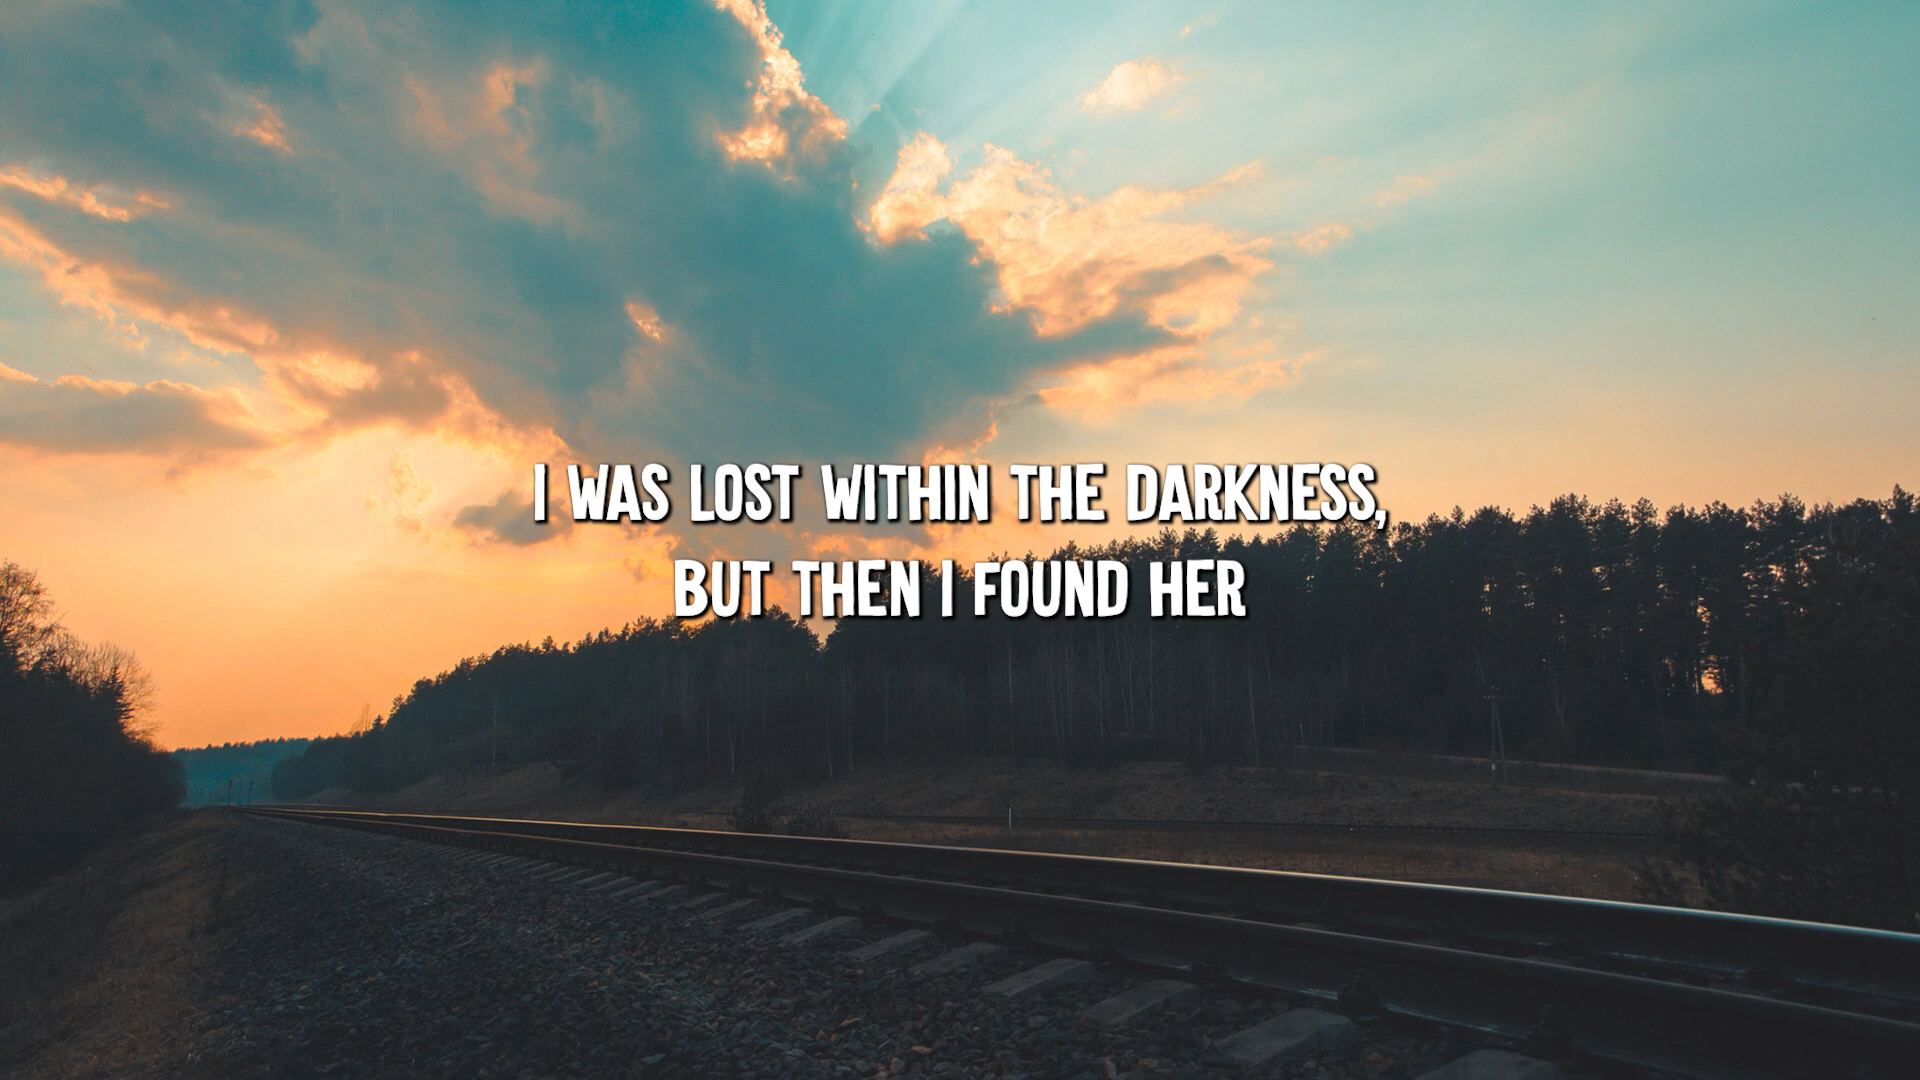 I WAS LOST WITHIN THE DARKNESS,
BUT THEN I FOUND HER